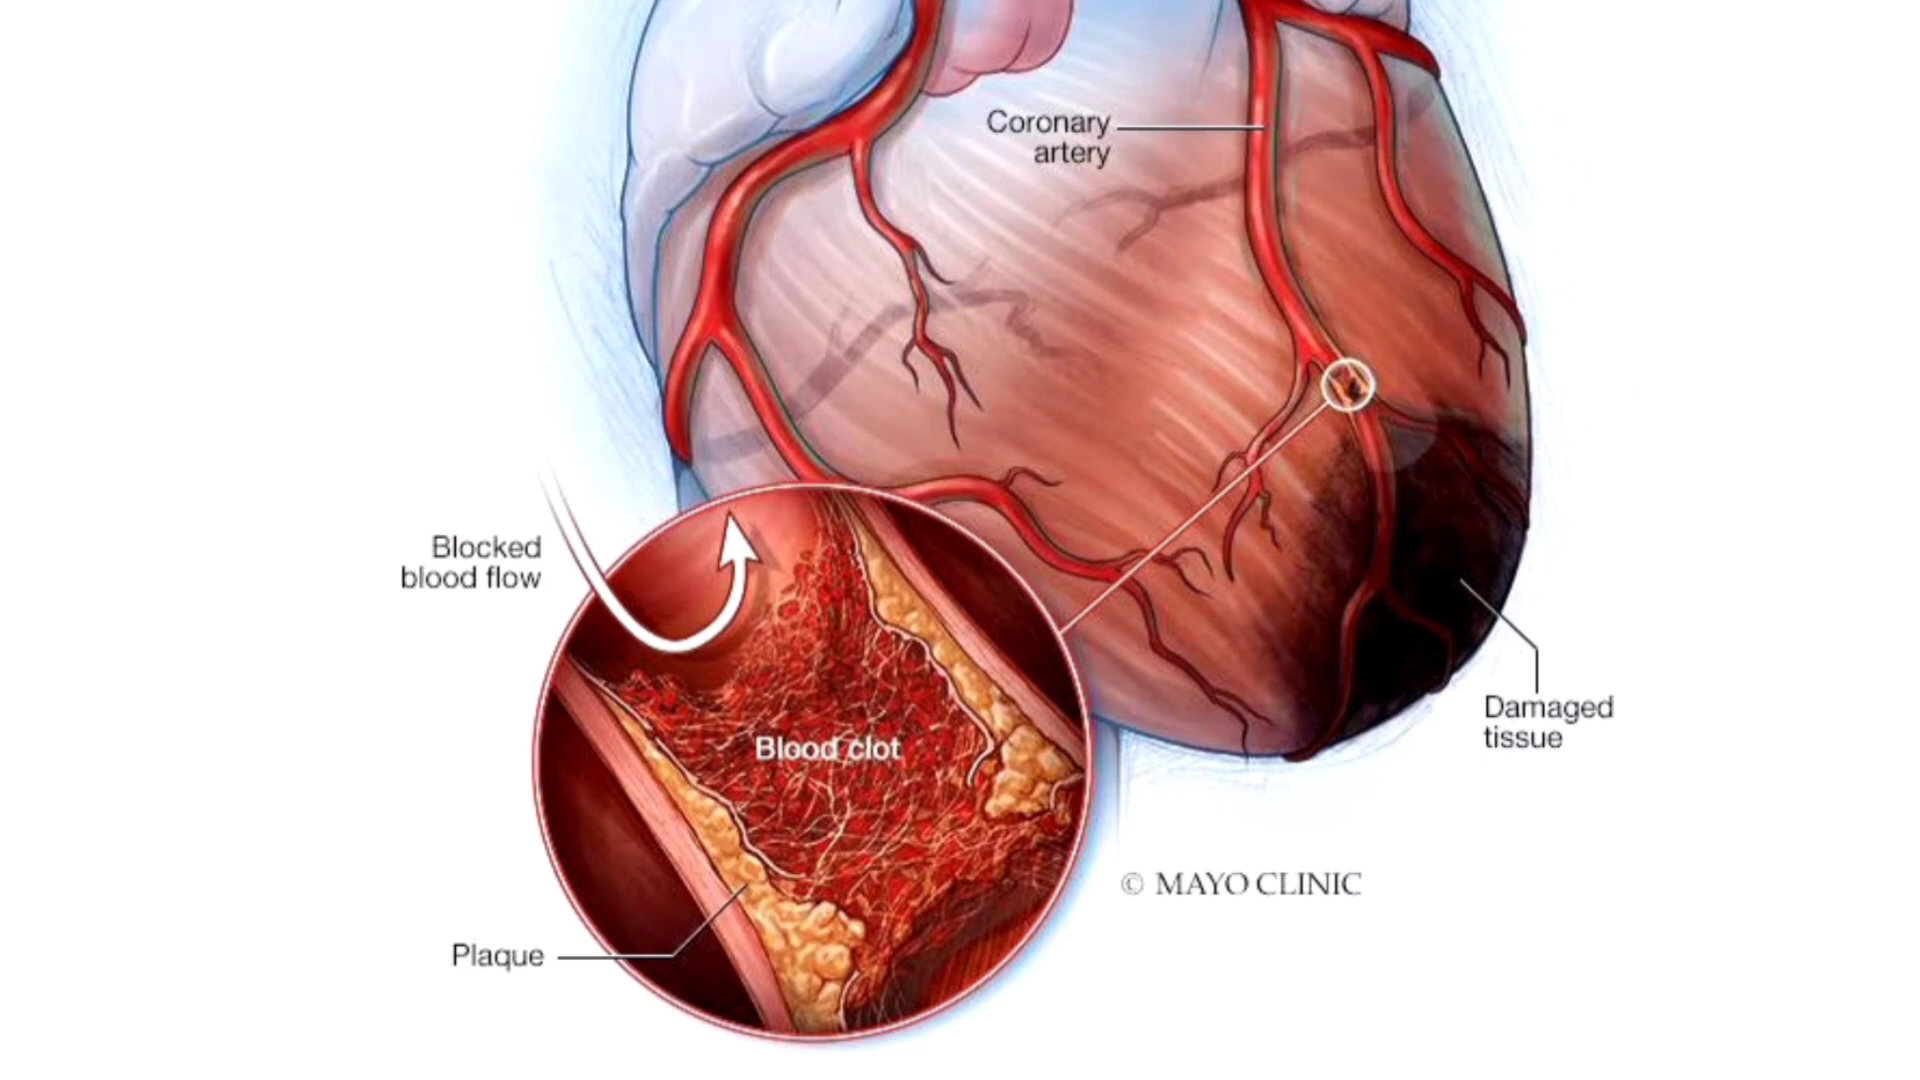 Coronary
artery
Blocked
blood flow
Damaged
tissue
Blood clot
© MAYO CLINIC
Plaque